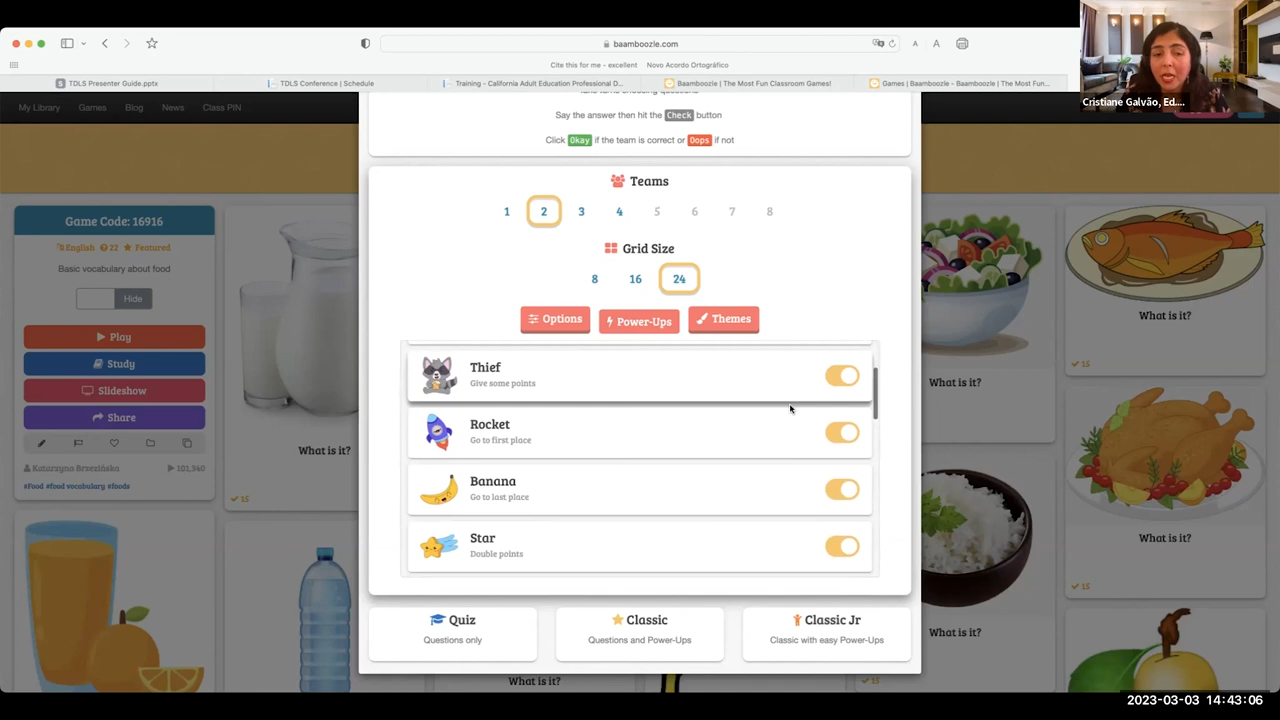 baamboozle.com
Cite this for me - excellent
Novo Acordo Ortográfico
TDLS Presenter Guide.pptx
TDLS Conference | Schedule
Training - California Adult Education Professional D...
Baamboozle | The Most Fun Classroom Games!
Games | Baamboozle - Baamboozle | The Most Fun...
Cristiane Galvão, Ed....
My Library
Games
Blog
News
Class PIN
Say the answer then hit the Check button
Click Okay if the team is correct or Oops if not
Teams
1 2 3 4 5 6 7 8
Grid Size
8 16 24
Options
Power-Ups
Themes
Thief
Give some points
Rocket
Go to first place
Banana
Go to last place
Star
Double points
Quiz
Questions only
Classic
Questions and Power-Ups
Classic Jr
Classic with easy Power-Ups
Game Code: 16916
English 22 Featured
Basic vocabulary about food
Hide
Play
Study
Slideshow
Share
Katarzyna Brzezińska 101,340
#Food #food vocabulary #foods
What is it?
15
What is it?
What is it?
15
What is it?
15
What is it?
What is it?
15
2023-03-03 14:43:06